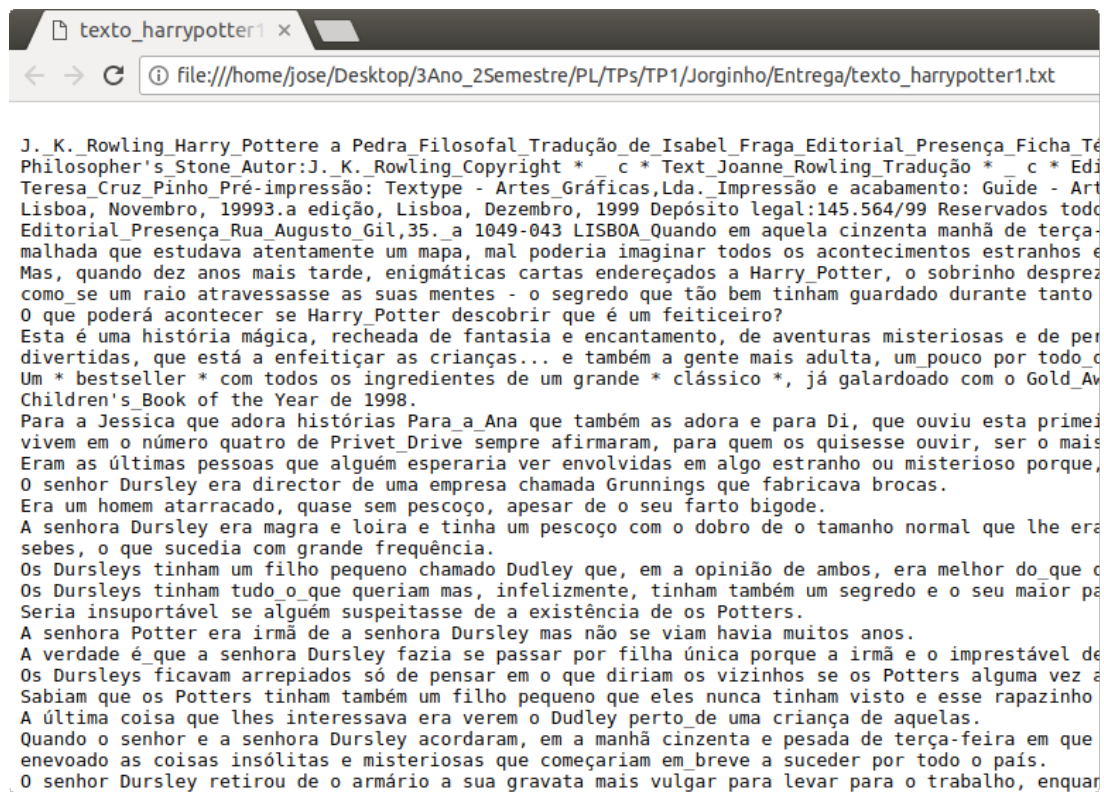 texto_harrypotter1
file:///home/jose/Desktop/3Ano_2Semestre/PL/TPs/TP1/Jorginho/Entrega/texto_harrypotter1.txt
J._K._Rowling_Harry_Pottere a Pedra_Filosofal_Tradução_de_Isabel_Fraga_Editorial_Presença_Ficha_Té
Philosopher's_Stone_Autor:J._K._Rowling_Copyright * _ c * Text_Joanne_Rowling_Tradução * _ c * Edi
Teresa_Cruz_Pinho_Pré-impressão: Textype - Artes_Gráficas,Lda._Impressão e acabamento: Guide - Art
Lisboa, Novembro, 19993.a edição, Lisboa, Dezembro, 1999 Depósito legal:145.564/99 Reservados todo
Editorial_Presença_Rua_Augusto_Gil,35._a 1049-043 LISBOA_Quando em aquela cinzenta manhã de terça-
malhada que estudava atentamente um mapa, mal poderia imaginar todos os acontecimentos estranhos e
Mas, quando dez anos mais tarde, enigmáticas cartas endereçados a Harry_Potter, o sobrinho desprez
como_se um raio atravessasse as suas mentes - o segredo que tão bem tinham guardado durante tanto
O que poderá acontecer se Harry_Potter descobrir que é um feiticeiro?
Esta é uma história mágica, recheada de fantasia e encantamento, de aventuras misteriosas e de per
divertidas, que está a enfeitiçar as crianças... e também a gente mais adulta, um_pouco por todo_o
Um * bestseller * com todos os ingredientes de um grande * clássico *, já galardoado com o Gold_Aw
Children's_Book of the Year de 1998.
Para a Jessica que adora histórias Para_a_Ana que também as adora e para Di, que ouviu esta primei
vivem em o número quatro de Privet_Drive sempre afirmaram, para quem os quisesse ouvir, ser o mais
Eram as últimas pessoas que alguém esperaria ver envolvidas em algo estranho ou misterioso porque,
O senhor Dursley era director de uma empresa chamada Grunnings que fabricava brocas.
Era um homem atarracado, quase sem pescoço, apesar de o seu farto bigode.
A senhora Dursley era magra e loira e tinha um pescoço com o dobro de o tamanho normal que lhe era
sebes, o que sucedia com grande frequência.
Os Dursleys tinham um filho pequeno chamado Dudley que, em a opinião de ambos, era melhor do_que o
Os Dursleys tinham tudo_o_que queriam mas, infelizmente, tinham também um segredo e o seu maior pa
Seria insuportável se alguém suspeitasse de a existência de os Potters.
A senhora Potter era irmã de a senhora Dursley mas não se viam havia muitos anos.
A verdade é_que a senhora Dursley fazia se passar por filha única porque a irmã e o imprestável de
Os Dursleys ficavam arrepiados só de pensar em o que diriam os vizinhos se os Potters alguma vez a
Sabiam que os Potters tinham também um filho pequeno que eles nunca tinham visto e esse rapazinho
A última coisa que lhes interessava era verem o Dudley perto_de uma criança de aquelas.
Quando o senhor e a senhora Dursley acordaram, em a manhã cinzenta e pesada de terça-feira em que
enevoado as coisas insólitas e misteriosas que começariam em_breve a suceder por todo o país.
O senhor Dursley retirou de o armário a sua gravata mais vulgar para levar para o trabalho, enquan